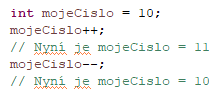 int mojeCislo = 10;
mojeCislo++;
// Nyní je mojeCislo = 11
mojeCislo--;
// Nyní je mojeCislo = 10